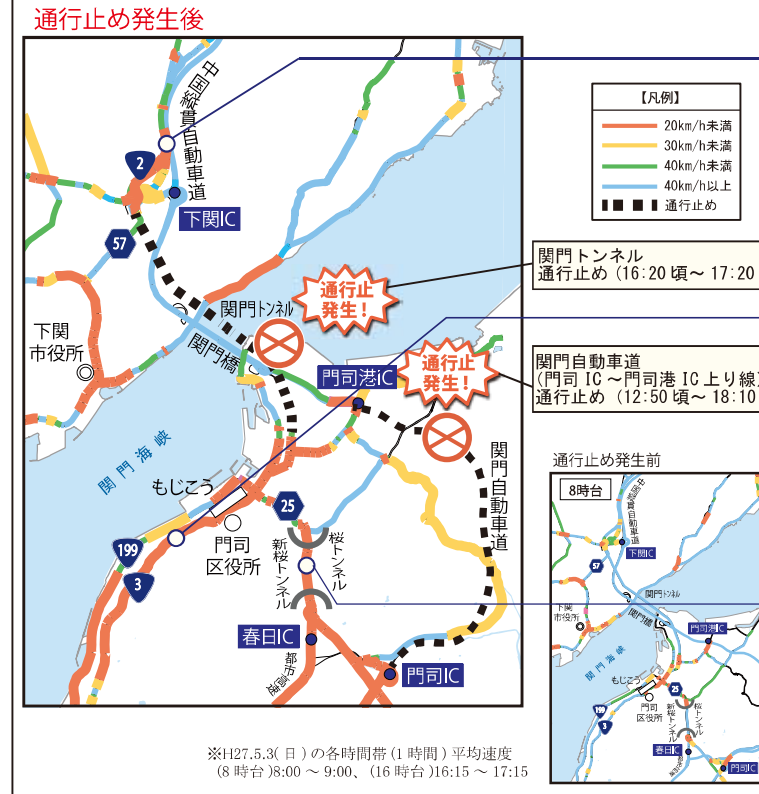 通行止め発生後
中国縦貫自動車道
2
下関IC
57
関門トンネル
通行止
発生！
下関
市役所
関門橋
門司港iC
通行止
発生！
関門海峡
もじこう
25
関門自動車道
199
門司
区役所
3
新桜トンネル
桜トンネル
春日IC
都市高速
門司IC
【凡例】
20km/h未満
30km/h未満
40km/h未満
40km/h以上
通行止め
関門トンネル
通行止め（16:20 頃～ 17:20
関門自動車道
(門司 IC ～門司港 IC 上り線)
通行止め（12:50 頃～ 18:10
通行止め発生前
8時台
中国縦貫自動車道
下関IC
57
関門トンネル
下関
市役所
関門橋
門司港IC
関門海峡
もじこう
25
199
門司
区役所
3
新桜トンネル
桜トンネル
春日IC
門司IC
※H27.5.3( 日 ) の各時間帯 (1 時間 ) 平均速度
(8 時台 )8:00 ～ 9:00、(16 時台 )16:15 ～ 17:15